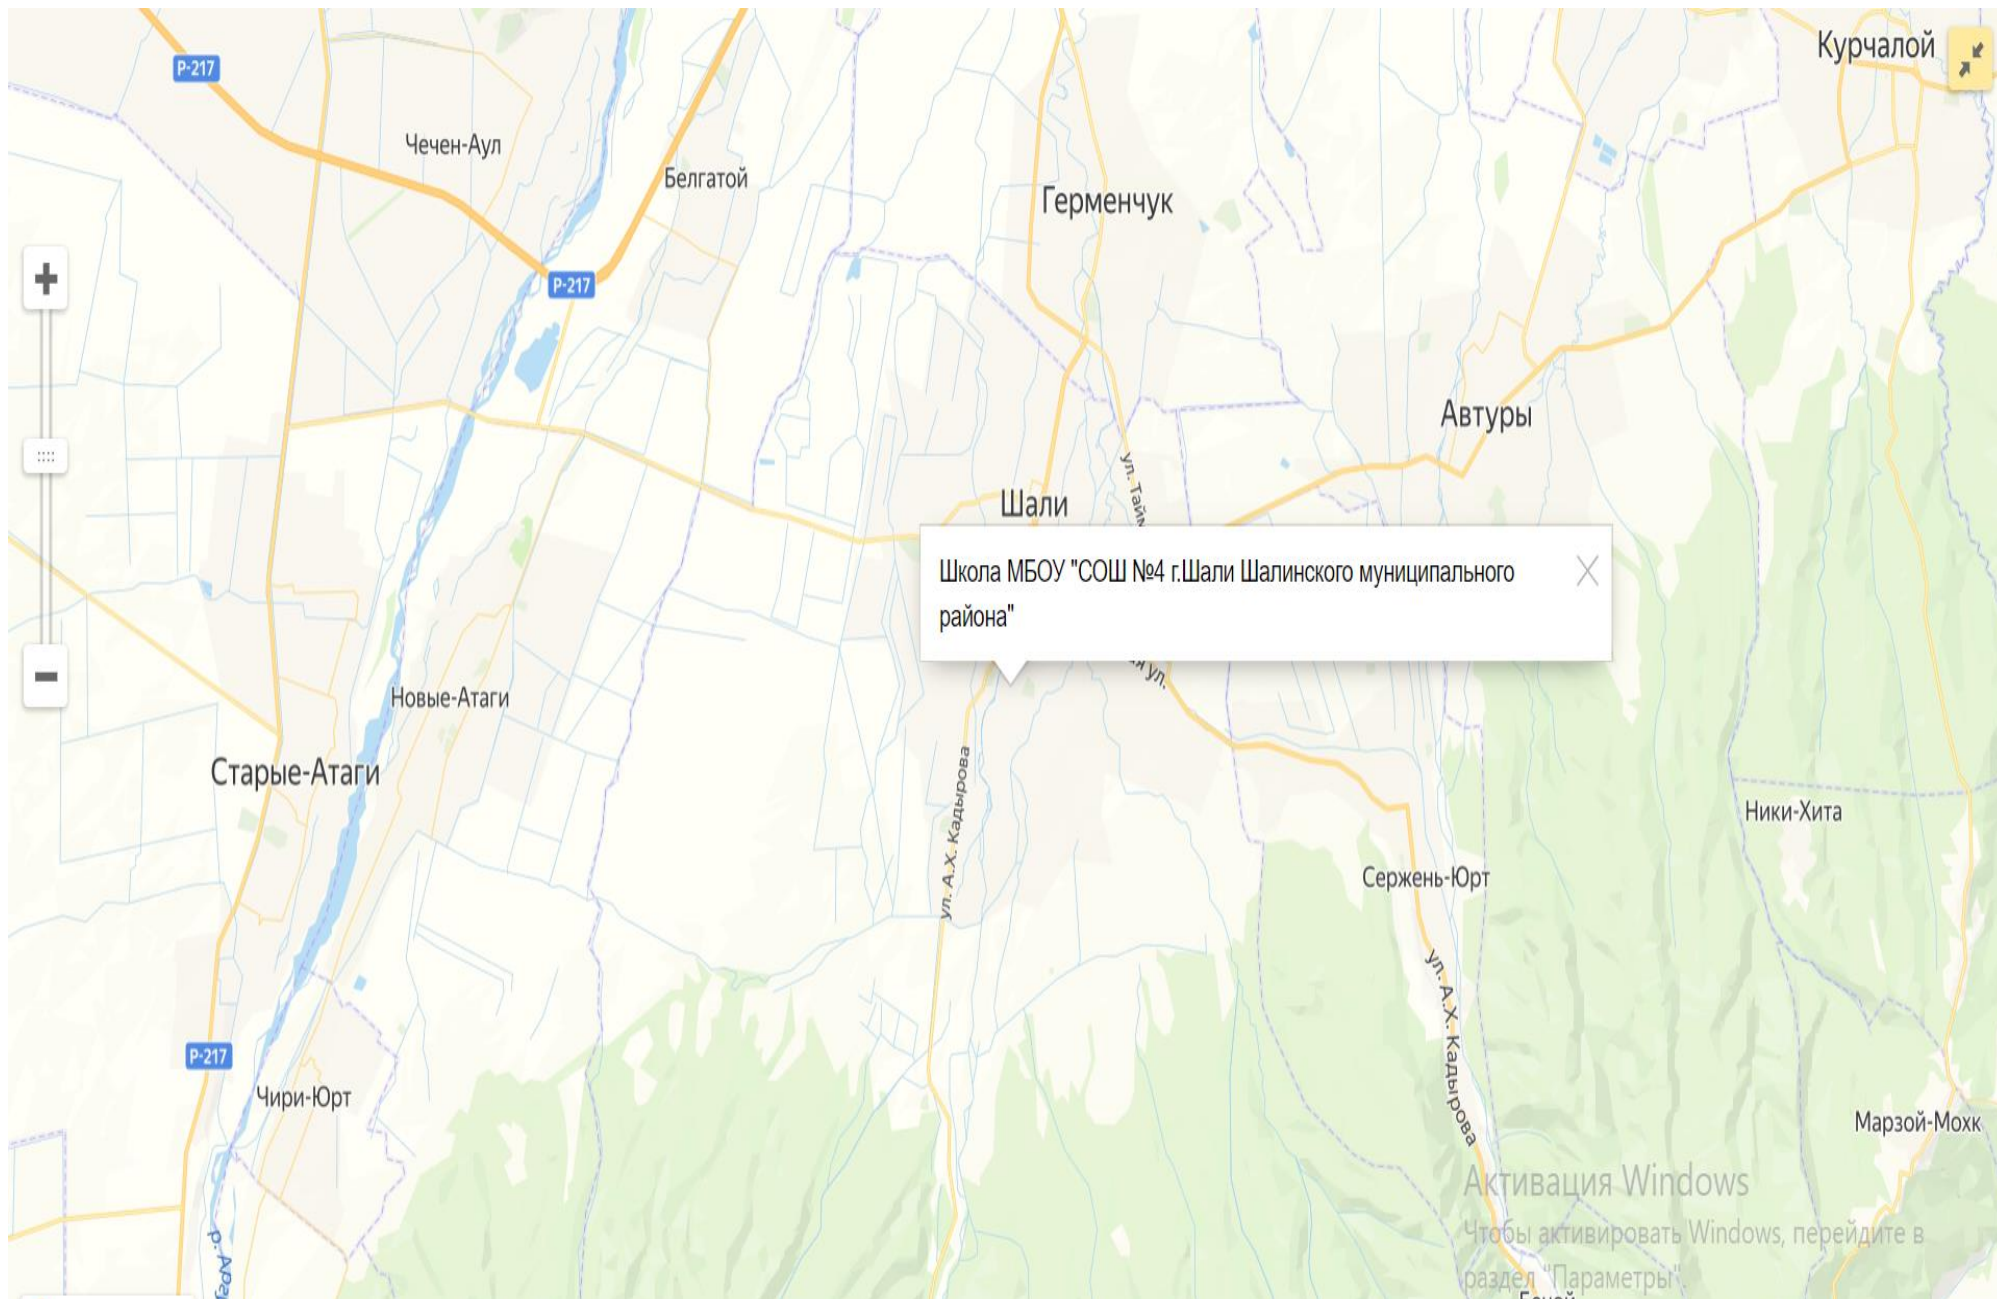 Курчалой
Р-217
Чечен-Аул
Белгатой
Герменчук
Р-217
Автуры
ул. Тайм
Шали
Школа МБОУ "СОШ №4 г.Шали Шалинского муниципального
района"
ул.
Новые-Атаги
Старые-Атаги
ул. А.Х. Кадырова
Ники-Хита
Сержень-Юрт
ул. А.Х. Кадырова
Р-217
Чири-Юрт
Марзой-Мохк
Активация Windows
Чтобы активировать Windows, перейдите в
раздел "Параметры".